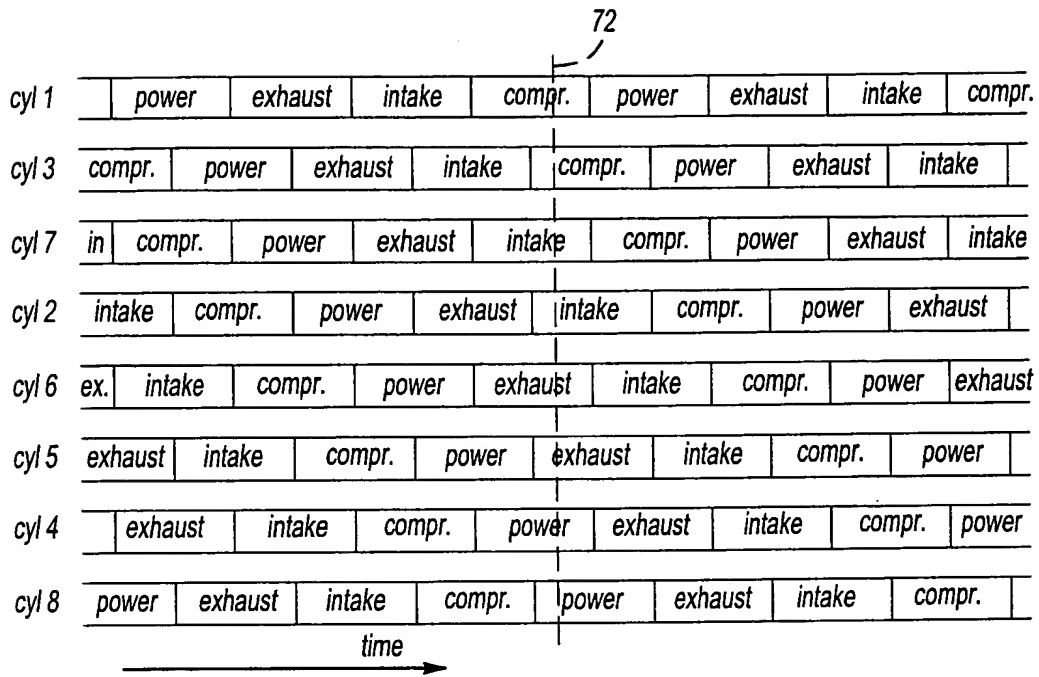 72
cyl 1 power exhaust intake compr. power exhaust intake compr.
cyl 3 compr. power exhaust intake compr. power exhaust intake
cyl 7 in compr. power exhaust intake compr. power exhaust intake
cyl 2 intake compr. power exhaust intake compr. power exhaust
cyl 6 ex. intake compr. power exhaust intake compr. power exhaust
cyl 5 exhaust intake compr. power exhaust intake compr. power
cyl 4 exhaust intake compr. power exhaust intake compr. power
cyl 8 power exhaust intake compr. power exhaust intake compr.
time